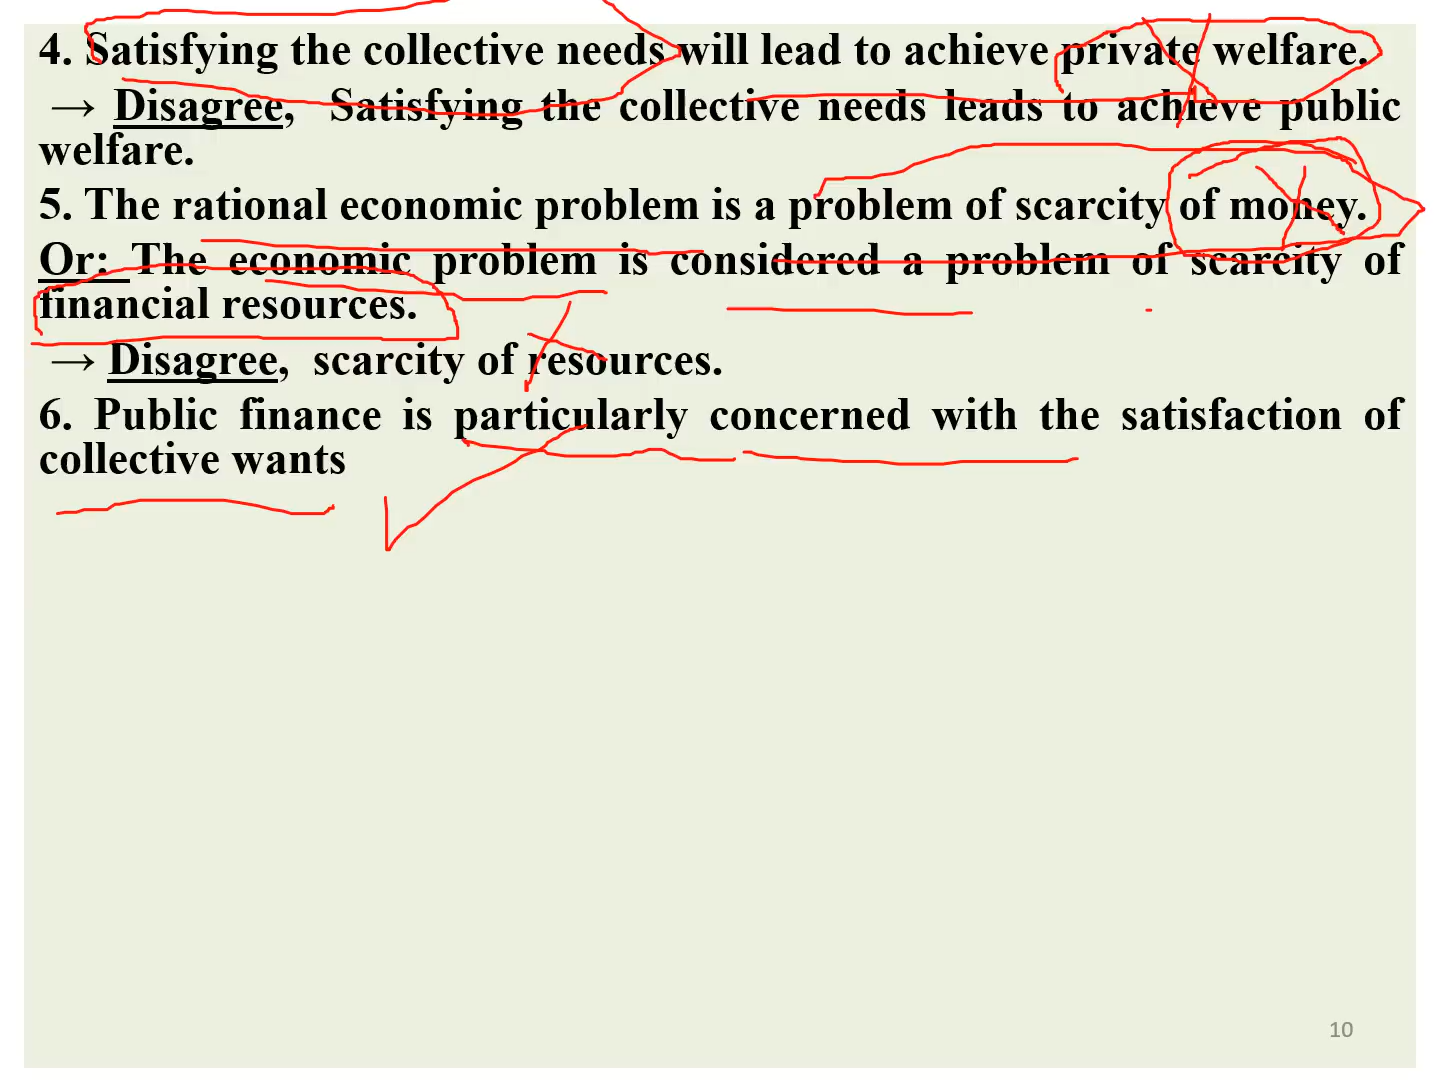 4. Satisfying the collective needs will lead to achieve private welfare.
→ Disagree, Satisfying the collective needs leads to achieve public
welfare.
5. The rational economic problem is a problem of scarcity of money.
Or: The economic problem is considered a problem of scarcity of
financial resources.
→ Disagree, scarcity of resources.
6. Public finance is particularly concerned with the satisfaction of
collective wants
10